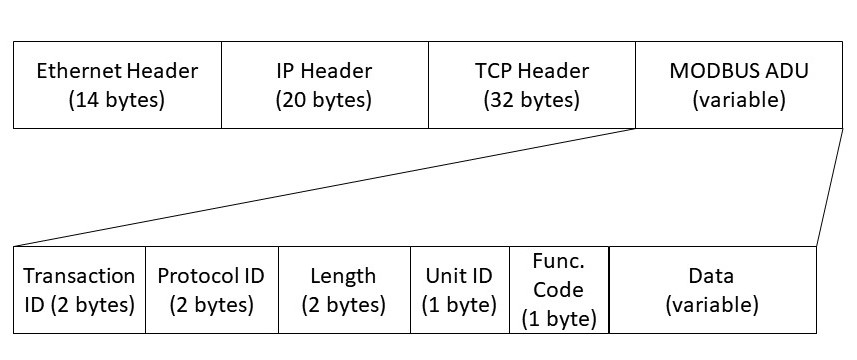 Ethernet Header
(14 bytes)
IP Header
(20 bytes)
TCP Header
(32 bytes)
MODBUS ADU
(variable)
Transaction
ID (2 bytes)
Protocol ID
(2 bytes)
Length
(2 bytes)
Unit ID
(1 byte)
Func.
Code
(1 byte)
Data
(variable)